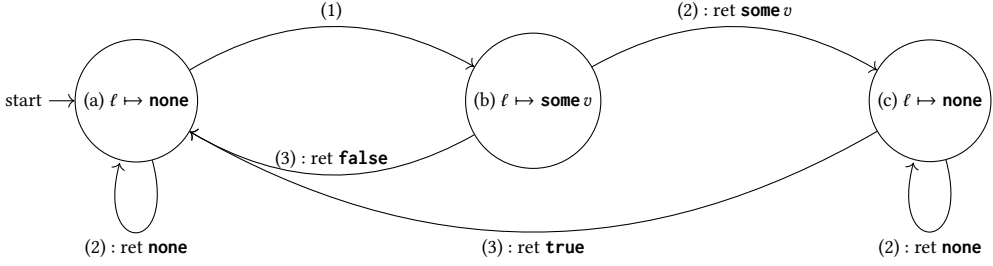 (1)
(2) : ret some v
start
(a) ℓ ↦ none
(b) ℓ ↦ some v
(c) ℓ ↦ none
(3) : ret false
(2) : ret none
(3) : ret true
(2) : ret none